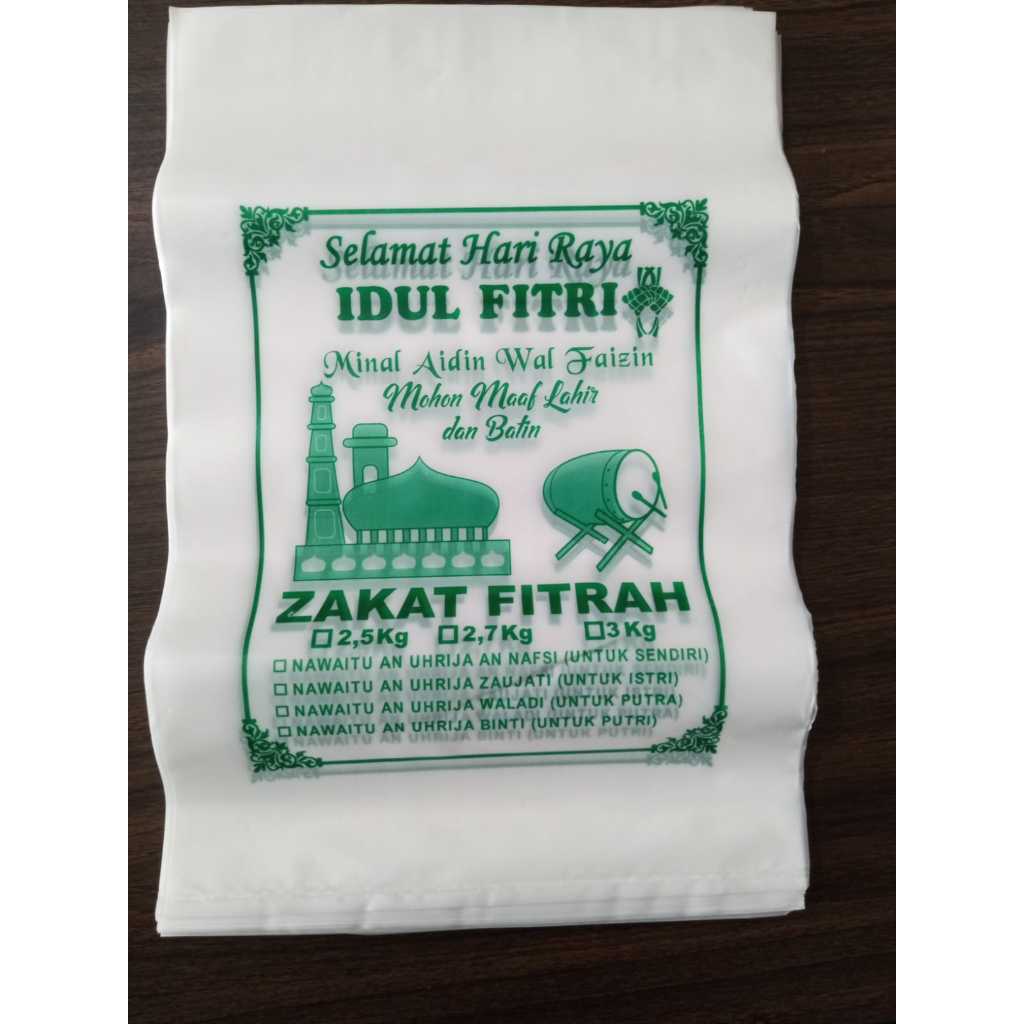 Selamat Hari Raya
IDUL FITRI
Minal Aidin Wal Faizin
Mohon Maaf Lahir
dan Batin
ZAKAT FITRAH
2,5Kg 2,7Kg 3Kg
NAWAITU AN UHRIJA AN NAFSI (UNTUK SENDIRI)
NAWAITU AN UHRIJA ZAUJATI (UNTUK ISTRI)
NAWAITU AN UHRIJA WALADI (UNTUK PUTRA)
NAWAITU AN UHRIJA BINTI (UNTUK PUTRI)